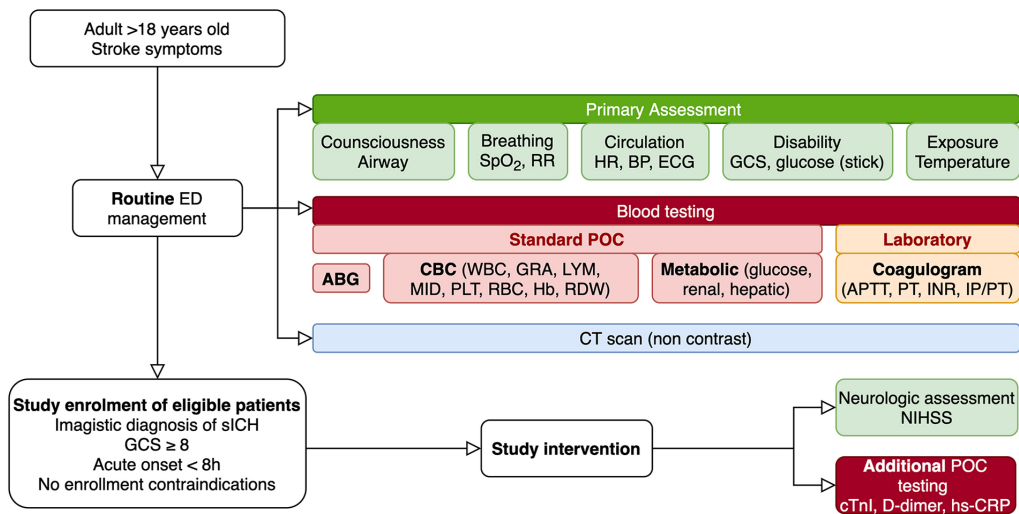 Adult >18 years old
Stroke symptoms
Primary Assessment
Counsciousness
Airway
Breathing
SpO₂, RR
Circulation
HR, BP, ECG
Disability
GCS, glucose (stick)
Exposure
Temperature
Routine ED
management
Blood testing
Standard POC
Laboratory
ABG
CBC (WBC, GRA, LYM,
MID, PLT, RBC, Hb, RDW)
Metabolic (glucose,
renal, hepatic)
Coagulogram
(APTT, PT, INR, IP/PT)
CT scan (non contrast)
Study enrolment of eligible patients
Imagistic diagnosis of sICH
GCS ≥ 8
Acute onset < 8h
No enrollment contraindications
Study intervention
Neurologic assessment
NIHSS
Additional POC
testing
cTnI, D-dimer, hs-CRP